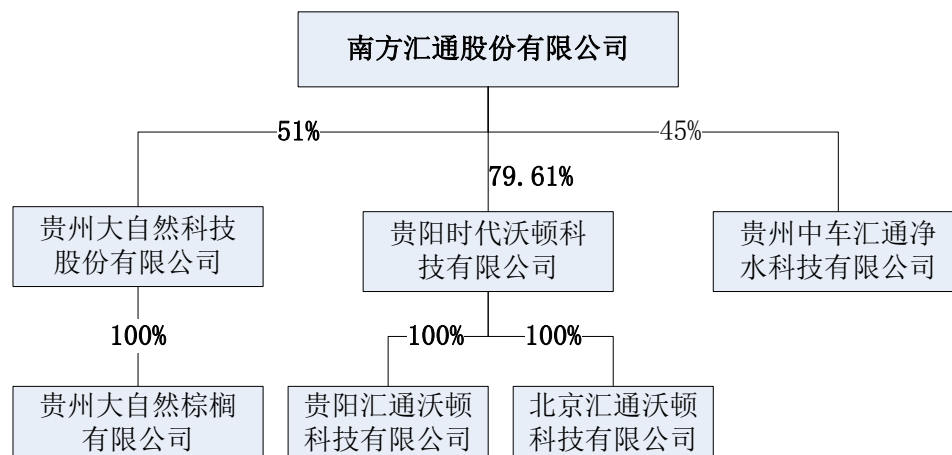 南方汇通股份有限公司
51%
45%
79.61%
贵州大自然科技
股份有限公司
贵阳时代沃顿科
技有限公司
贵州中车汇通净
水科技有限公司
100%
100%
100%
贵州大自然棕榈
有限公司
贵阳汇通沃顿
科技有限公司
北京汇通沃顿
科技有限公司